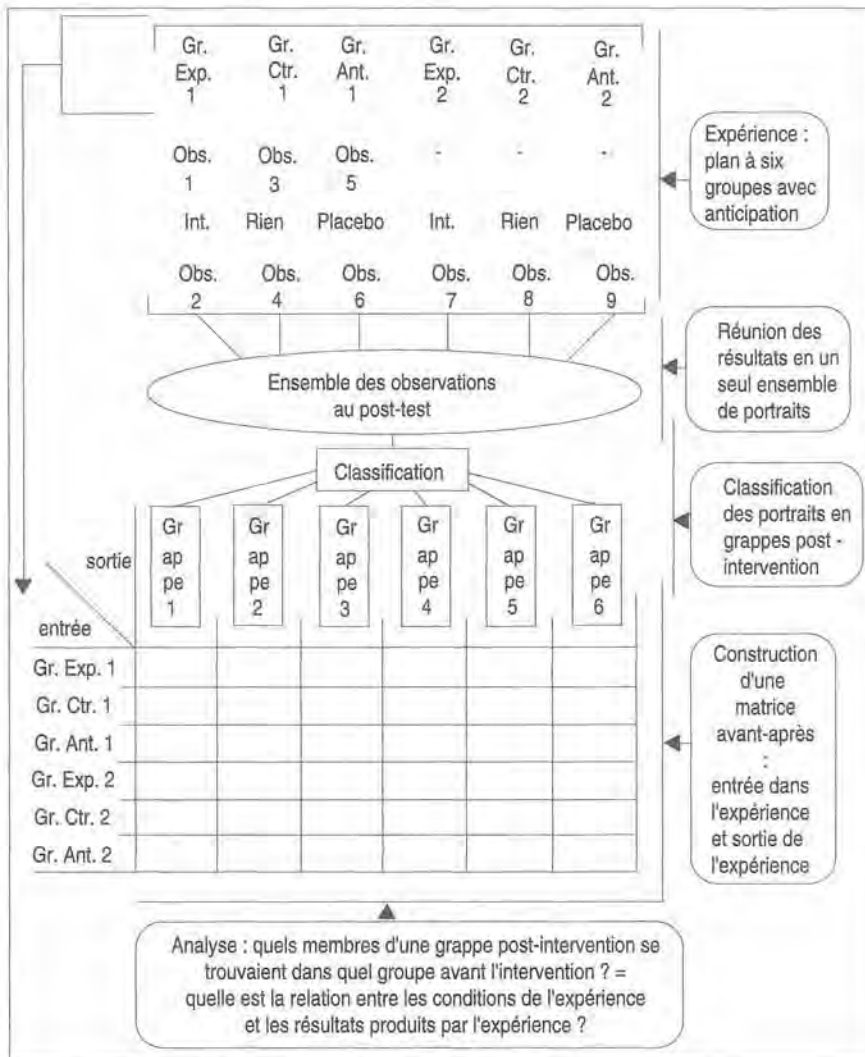 Gr. Gr. Gr. Gr. Gr. Gr.
Exp. Ctr. Ant. Exp. Ctr. Ant.
1 1 1 2 2 2
Obs. Obs. Obs. - - -
1 3 5
Int. Rien Placebo Int. Rien Placebo
Obs. Obs. Obs. Obs. Obs. Obs.
2 4 6 7 8 9
Expérience :
plan à six
groupes avec
anticipation
Ensemble des observations
au post-test
Réunion des
résultats en un
seul ensemble
de portraits
Classification
Classification
des portraits en
grappes post -
intervention
sortie
entrée
Gr Gr Gr Gr Gr Gr
ap ap ap ap ap ap
pe pe pe pe pe pe
1 2 3 4 5 6
Gr. Exp. 1
Gr. Ctr. 1
Gr. Ant. 1
Gr. Exp. 2
Gr. Ctr. 2
Gr. Ant. 2
Construction
d'une
matrice
avant-après
:
entrée dans
l'expérience
et sortie de
l'expérience
Analyse : quels membres d'une grappe post-intervention se
trouvaient dans quel groupe avant l'intervention ? =
quelle est la relation entre les conditions de l'expérience
et les résultats produits par l'expérience ?